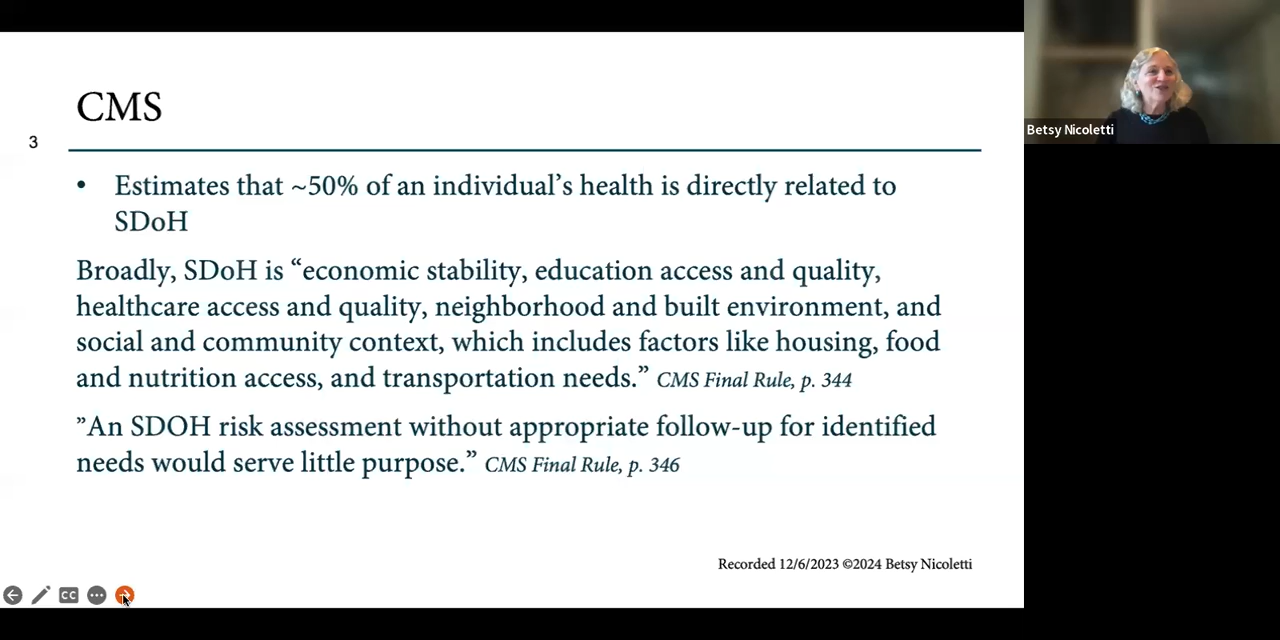 CMS
3
• Estimates that ~50% of an individual’s health is directly related to
SDoH
Broadly, SDoH is “economic stability, education access and quality,
healthcare access and quality, neighborhood and built environment, and
social and community context, which includes factors like housing, food
and nutrition access, and transportation needs.” CMS Final Rule, p. 344
”An SDOH risk assessment without appropriate follow-up for identified
needs would serve little purpose.” CMS Final Rule, p. 346
Recorded 12/6/2023 ©2024 Betsy Nicoletti
CC
Betsy Nicoletti